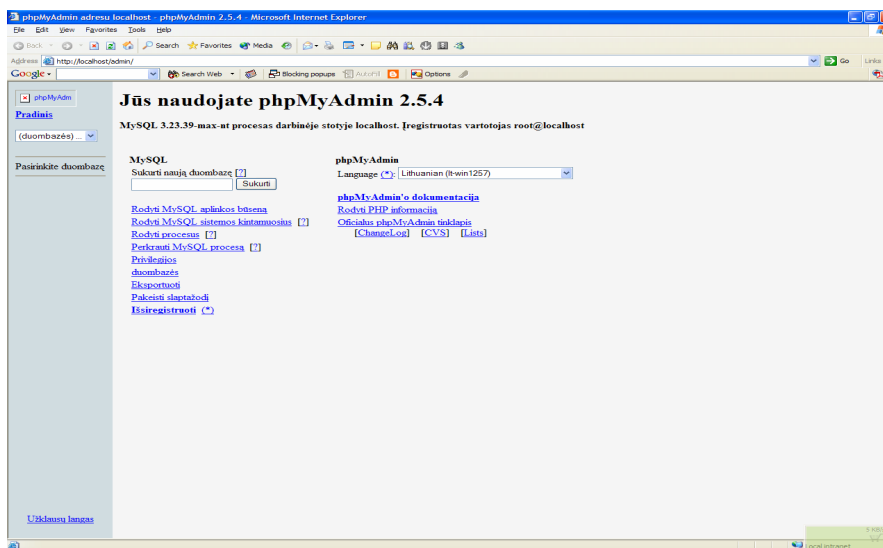 phpMyAdmin adresu localhost - phpMyAdmin 2.5.4 - Microsoft Internet Explorer
File Edit View Favorites Tools Help
Back Search Favorites Media
Address http://localhost/admin/ Go Links
Google Search Web Blocking popups AutoFill Options
phpMyAdm
Pradinis
(duombazės) ...
Pasirinkite duombazę
Užklausų langas
Jūs naudojate phpMyAdmin 2.5.4
MySQL 3.23.39-max-nt procesas darbinėje stotyje localhost. Įregistruotas vartotojas root@localhost
MySQL
Sukurti naują duombazę [?]
Sukurti
Rodyti MySQL aplinkos būseną
Rodyti MySQL sistemos kintamuosius [?]
Rodyti procesus [?]
Perkrauti MySQL procesą [?]
Privilegijos
duombazės
Eksportuoti
Pakeisti slaptažodį
Išsiregistruoti (*)
phpMyAdmin
Language (*): Lithuanian (lt-win1257)
phpMyAdmin'o dokumentacija
Rodyti PHP informaciją
Oficialus phpMyAdmin tinklapis
[ChangeLog] [CVS] [Lists]
Local intranet